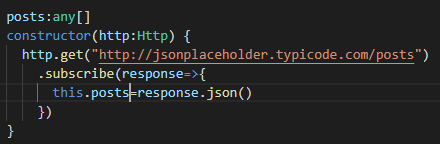 posts:any[]
constructor(http:Http) {
  http.get("http://jsonplaceholder.typicode.com/posts")
    .subscribe(response=>{
      this.posts=response.json()
    })
}